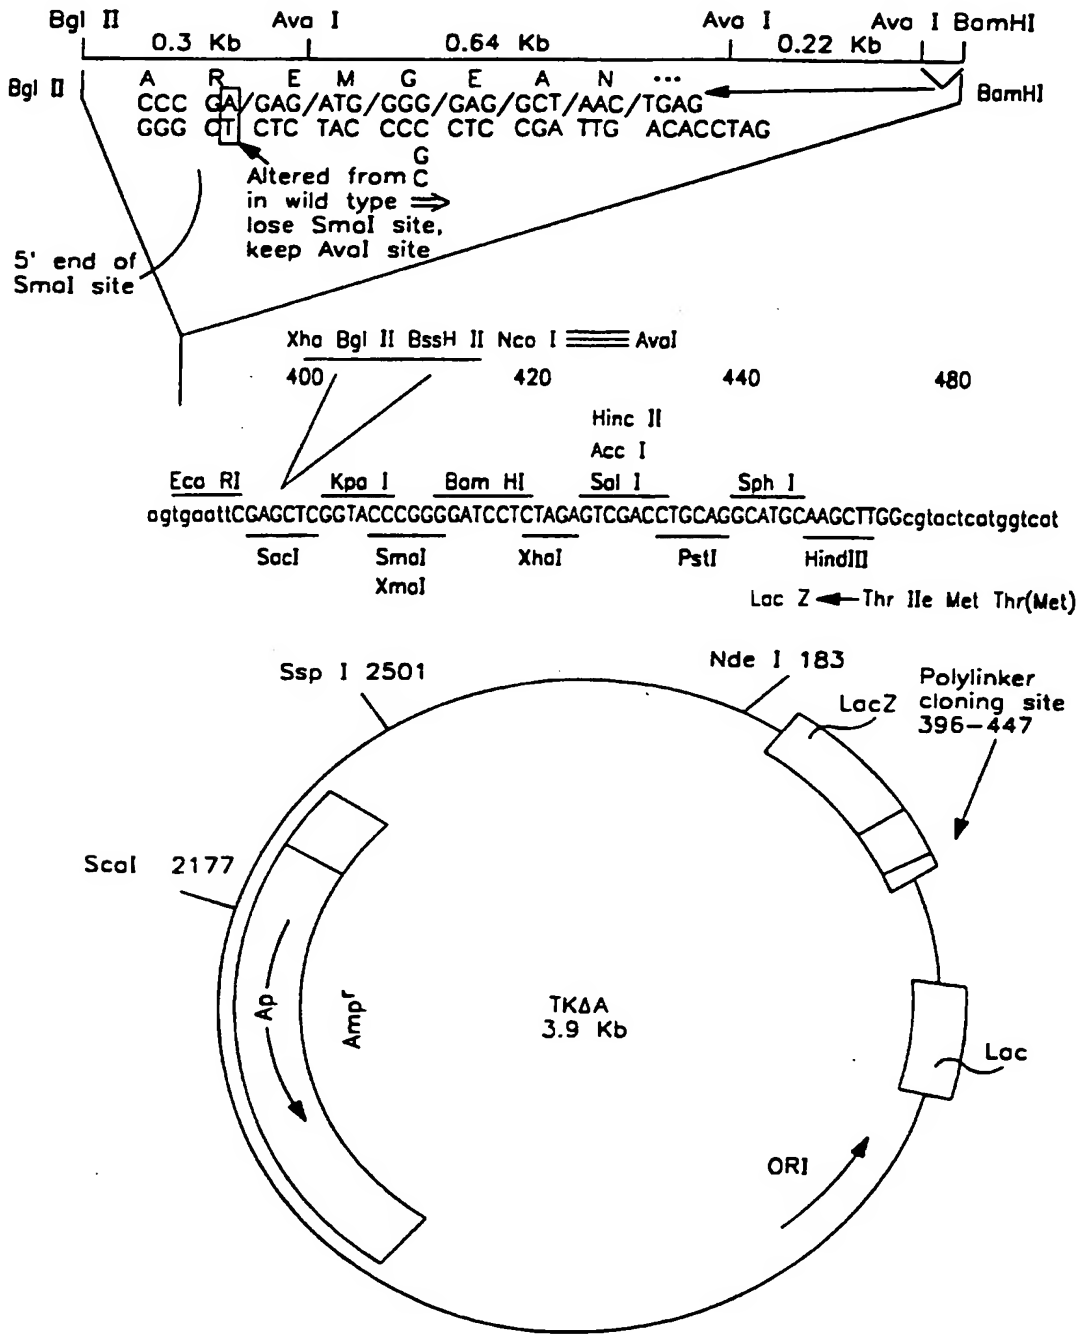 Bgl II Ava I Ava I Ava I BamHI
0.3 Kb 0.64 Kb 0.22 Kb
Bgl II A R E M G E A N ... BamHI
CCC GA/GAG/ATG/GGG/GAG/GCT/AAC/TGAG
GGG CT CTC TAC CCC CTC CGA TTG ACACCTAG
G
Altered from C
in wild type ⇒
lose SmaI site,
keep AvaI site
5' end of
SmaI site
Xho Bgl II BssH II Nco I AvaI
400 420 440 480
Hinc II
Acc I
Eco RI Kpn I Bam HI Sal I Sph I
agtgaattCGAGCTCGGTACCCGGGGATCCTCTAGAGTCGACCTGCAGGCATGCAAGCTTGGcgtactcatggtcat
SacI SmaI XhaI PstI HindIII
XmaI
Lac Z Thr IIe Met Thr(Met)
Ssp I 2501
Nde I 183
Polylinker
cloning site
396-447
LacZ
ScaI 2177
Ap
Ampr
TKΔA
3.9 Kb
Lac
ORI